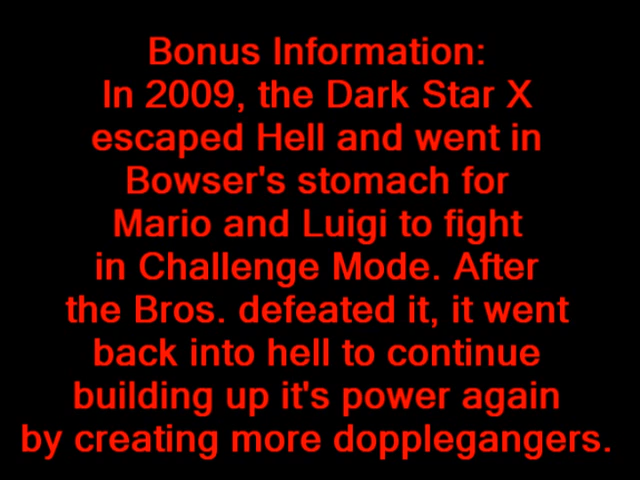 Bonus Information:
In 2009, the Dark Star X
escaped Hell and went in
Bowser's stomach for
Mario and Luigi to fight
in Challenge Mode. After
the Bros. defeated it, it went
back into hell to continue
building up it's power again
by creating more dopplegangers.